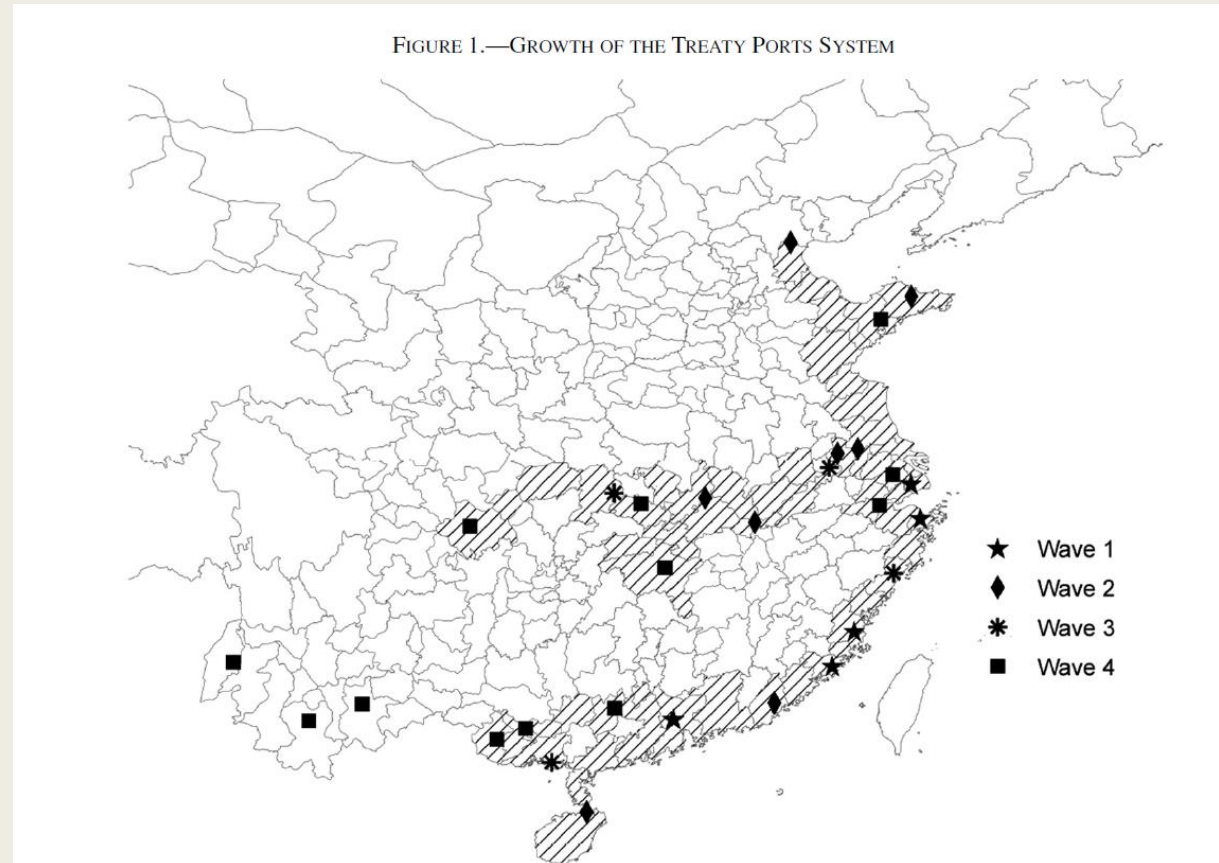 FIGURE 1.—GROWTH OF THE TREATY PORTS SYSTEM
Wave 1
Wave 2
Wave 3
Wave 4